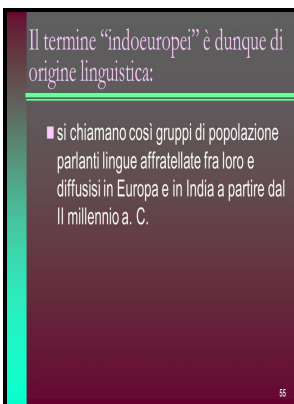 Il termine “indoeuropei” è dunque di
origine linguistica:
si chiamano così gruppi di popolazione
parlanti lingue affratellate fra loro e
diffusisi in Europa e in India a partire dal
II millennio a. C.
55